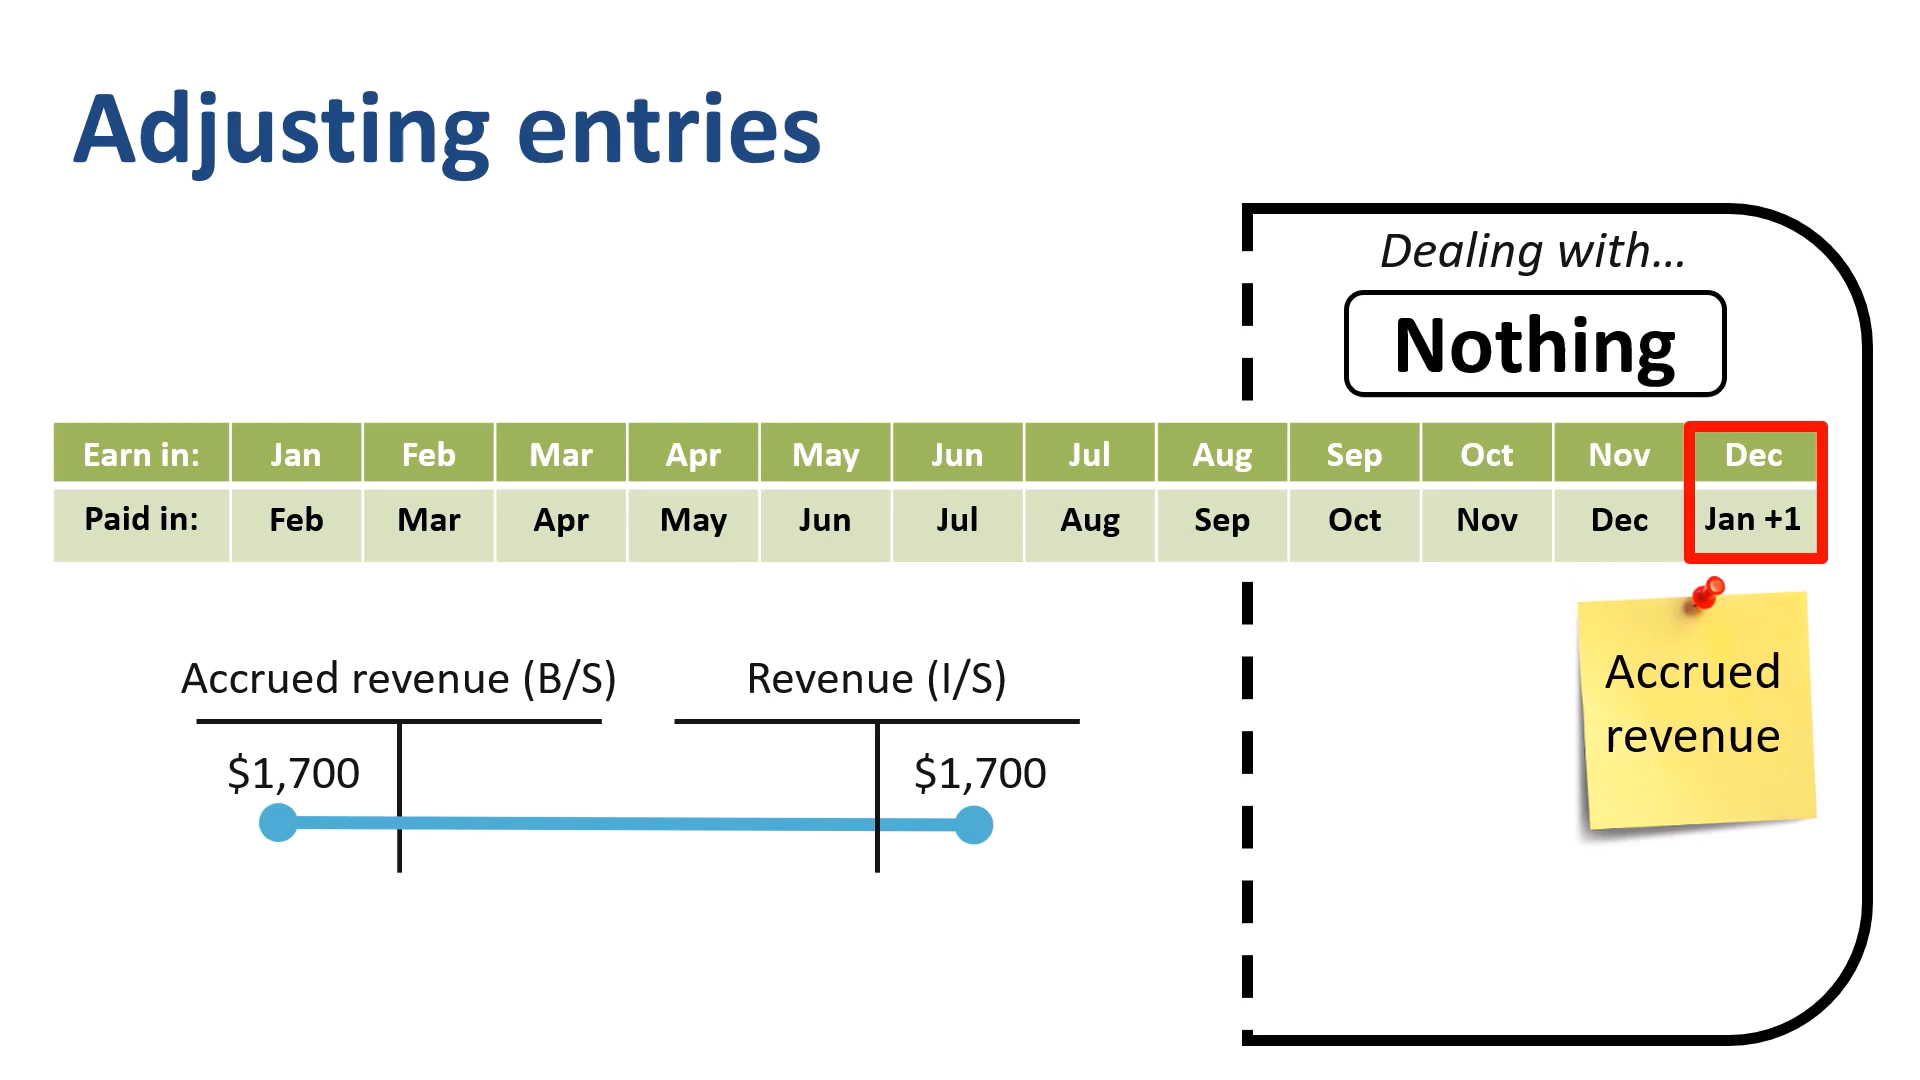 Adjusting entries
Dealing with...
Nothing
Earn in: Jan Feb Mar Apr May Jun Jul Aug Sep Oct Nov Dec
Paid in: Feb Mar Apr May Jun Jul Aug Sep Oct Nov Dec Jan +1
Accrued revenue (B/S) Revenue (I/S)
$1,700 $1,700
Accrued
revenue